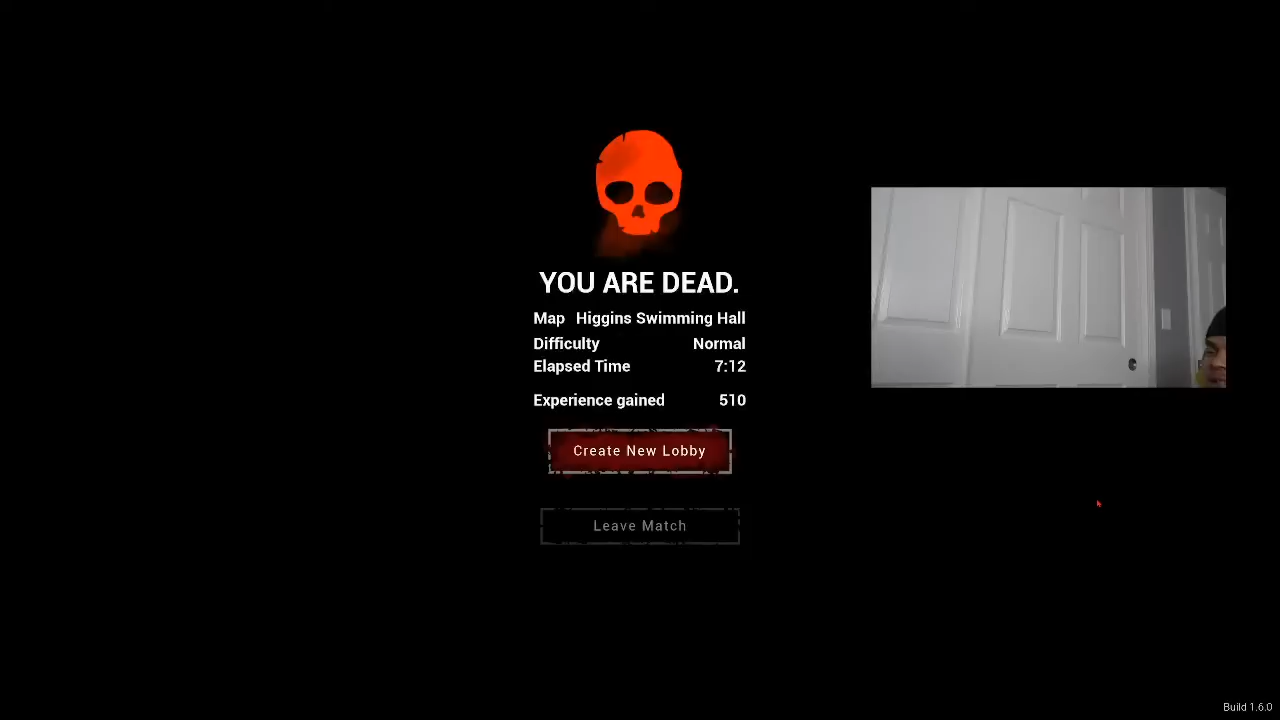 YOU ARE DEAD.
Map Higgins Swimming Hall
Difficulty Normal
Elapsed Time 7:12
Experience gained 510
Create New Lobby
Leave Match
Build 1.6.0